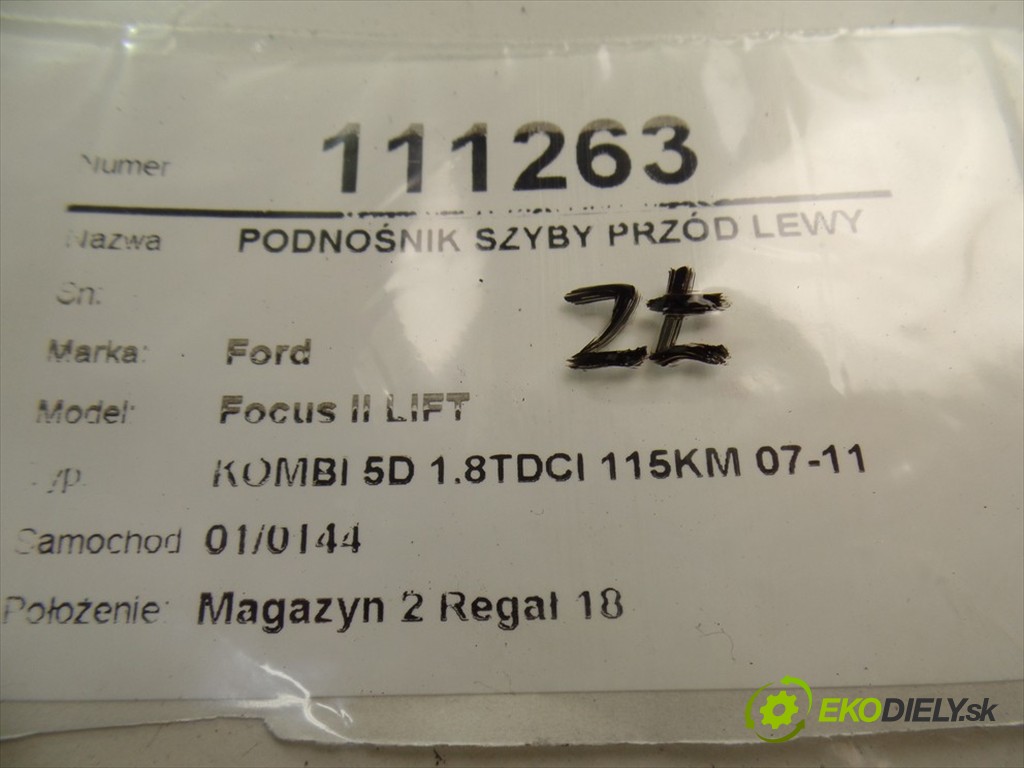 Numer 111263
Nazwa PODNOŚNIK SZYBY PRZÓD LEWY
Sn:
Marka: Ford
Model: Focus II LIFT
Typ. KOMBI 5D 1.8TDCI 115KM 07-11
Samochod 01/0144
Położenie: Magazyn 2 Regał 18
EKODIELY.sk